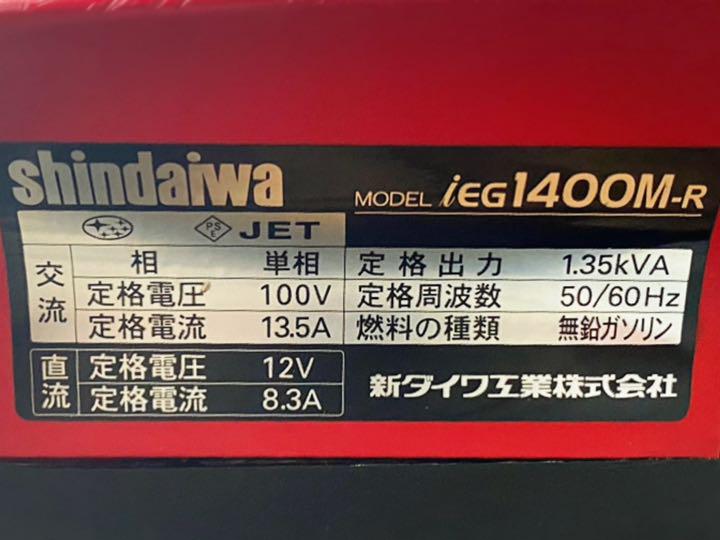 shindaiwa
MODEL iEG1400M-R
PSE JET
交流 相 単相 定格出力 1.35kVA
定格電圧 100V 定格周波数 50/60Hz
定格電流 13.5A 燃料の種類 無鉛ガソリン
直流 定格電圧 12V
定格電流 8.3A
新ダイワ工業株式会社